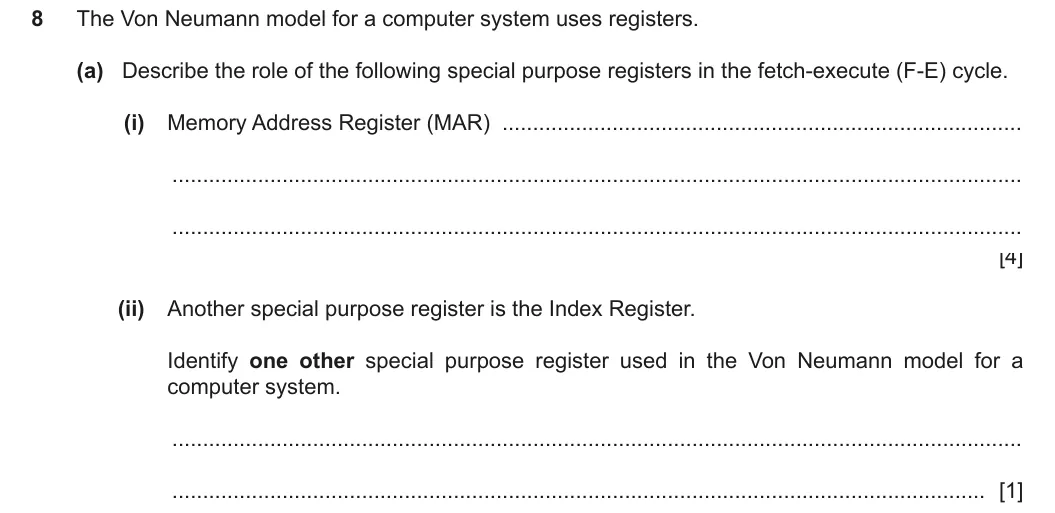 8 The Von Neumann model for a computer system uses registers.
(a) Describe the role of the following special purpose registers in the fetch-execute (F-E) cycle.
(i) Memory Address Register (MAR) ......................................................................................
.............................................................................................................................................
.............................................................................................................................................
[4]
(ii) Another special purpose register is the Index Register.
Identify one other special purpose register used in the Von Neumann model for a
computer system.
.............................................................................................................................................
....................................................................................................................................... [1]